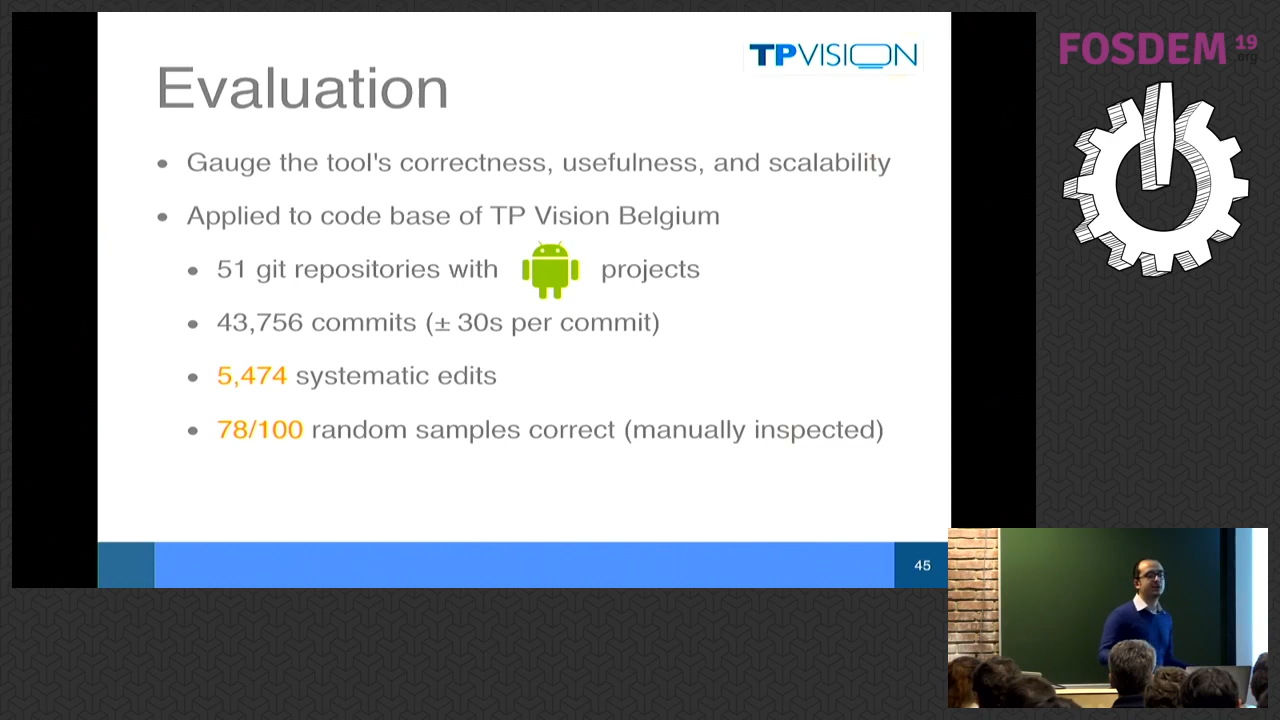 TPVISION
FOSDEM 19
.org
Evaluation
• Gauge the tool's correctness, usefulness, and scalability
• Applied to code base of TP Vision Belgium
• 51 git repositories with projects
• 43,756 commits (± 30s per commit)
• 5,474 systematic edits
• 78/100 random samples correct (manually inspected)
45